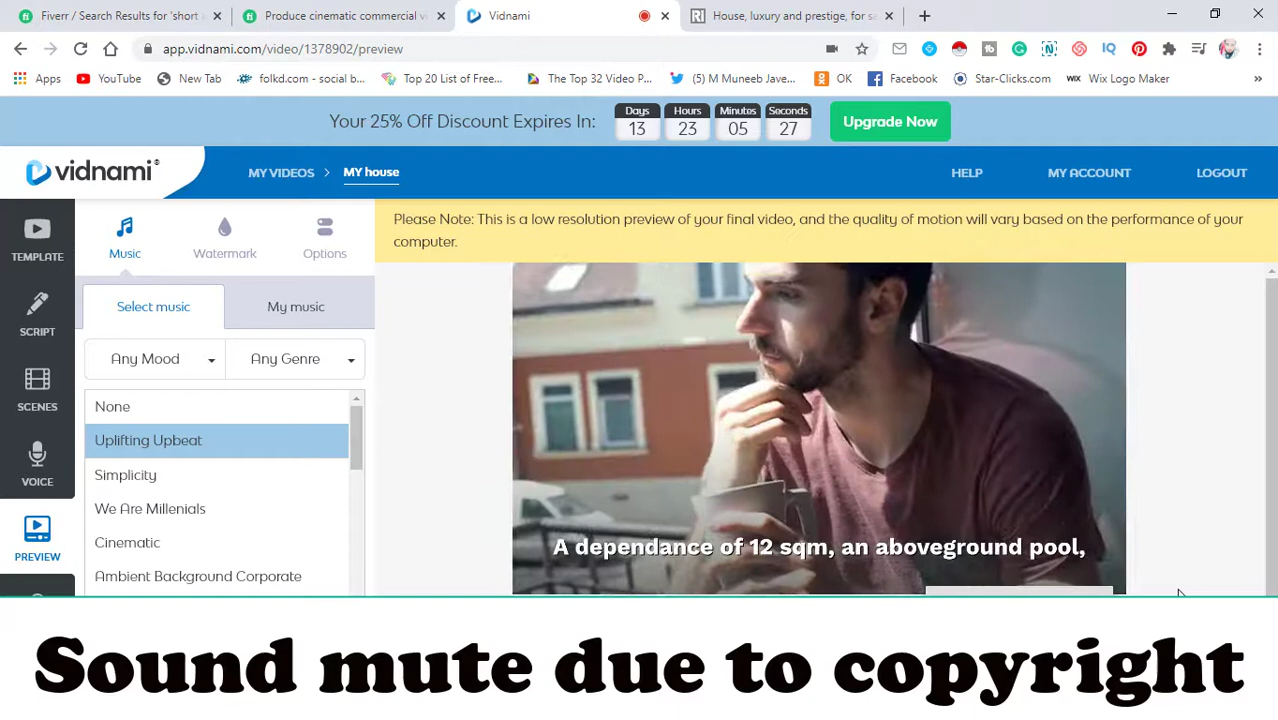 Fiverr / Search Results for 'short
Produce cinematic commercial v
Vidnami
House, luxury and prestige, for se
app.vidnami.com/video/1378902/preview
Apps
YouTube
New Tab
folkd.com - social b...
Top 20 List of Free...
The Top 32 Video P...
(5) M Muneeb Jave...
OK
Facebook
Star-Clicks.com
WIX Wix Logo Maker
»
Your 25% Off Discount Expires In:
Days Hours Minutes Seconds
13 23 05 27
Upgrade Now
vidnami®
MY VIDEOS > MY house
HELP
MY ACCOUNT
LOGOUT
TEMPLATE
SCRIPT
SCENES
VOICE
PREVIEW
Music
Watermark
Options
Select music
My music
Any Mood
Any Genre
None
Uplifting Upbeat
Simplicity
We Are Millenials
Cinematic
Ambient Background Corporate
Please Note: This is a low resolution preview of your final video, and the quality of motion will vary based on the performance of your
computer.
A dependance of 12 sqm, an aboveground pool,
Sound mute due to copyright